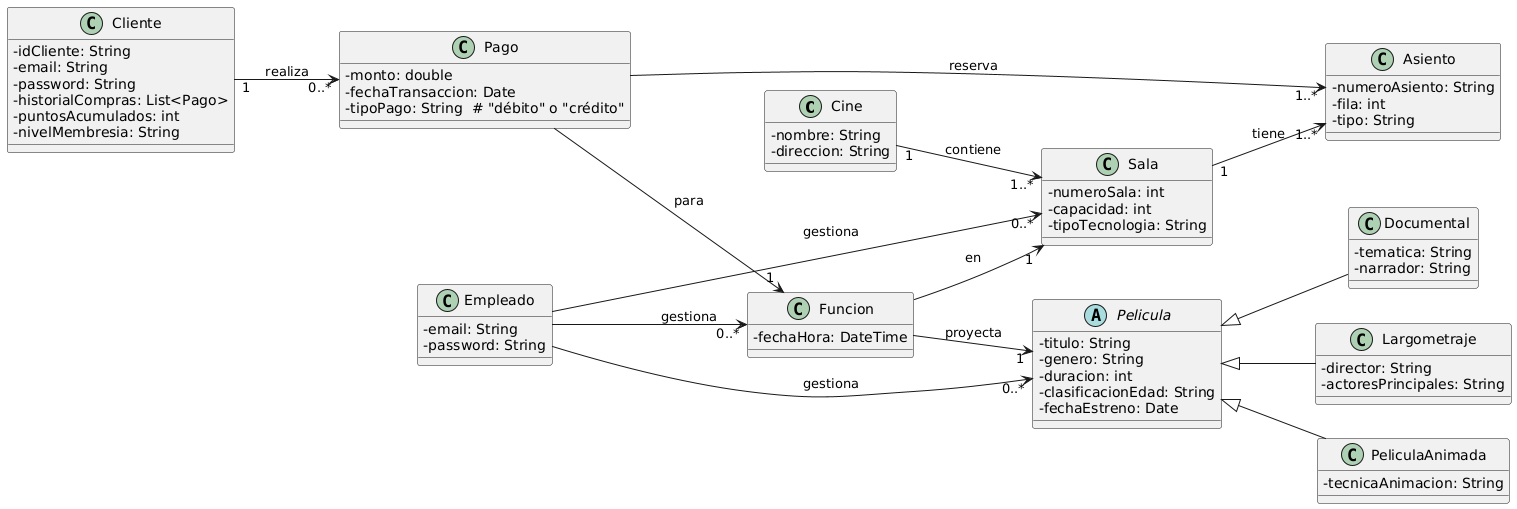 C Cliente
-idCliente: String
-email: String
-password: String
-historialCompras: List<Pago>
-puntosAcumulados: int
-nivelMembresia: String
realiza
1
0..*
C Pago
-monto: double
-fechaTransaccion: Date
-tipoPago: String  # "débito" o "crédito"
reserva
1..*
C Asiento
-numeroAsiento: String
-fila: int
-tipo: String
C Cine
-nombre: String
-direccion: String
contiene
1
1..*
C Sala
-numeroSala: int
-capacidad: int
-tipoTecnologia: String
tiene
1
1..*
para
1
gestiona
0..*
en
1
C Empleado
-email: String
-password: String
gestiona
0..*
C Funcion
-fechaHora: DateTime
proyecta
1
gestiona
0..*
A Pelicula
-titulo: String
-genero: String
-duracion: int
-clasificacionEdad: String
-fechaEstreno: Date
C Documental
-tematica: String
-narrador: String
C Largometraje
-director: String
-actoresPrincipales: String
C PeliculaAnimada
-tecnicaAnimacion: String